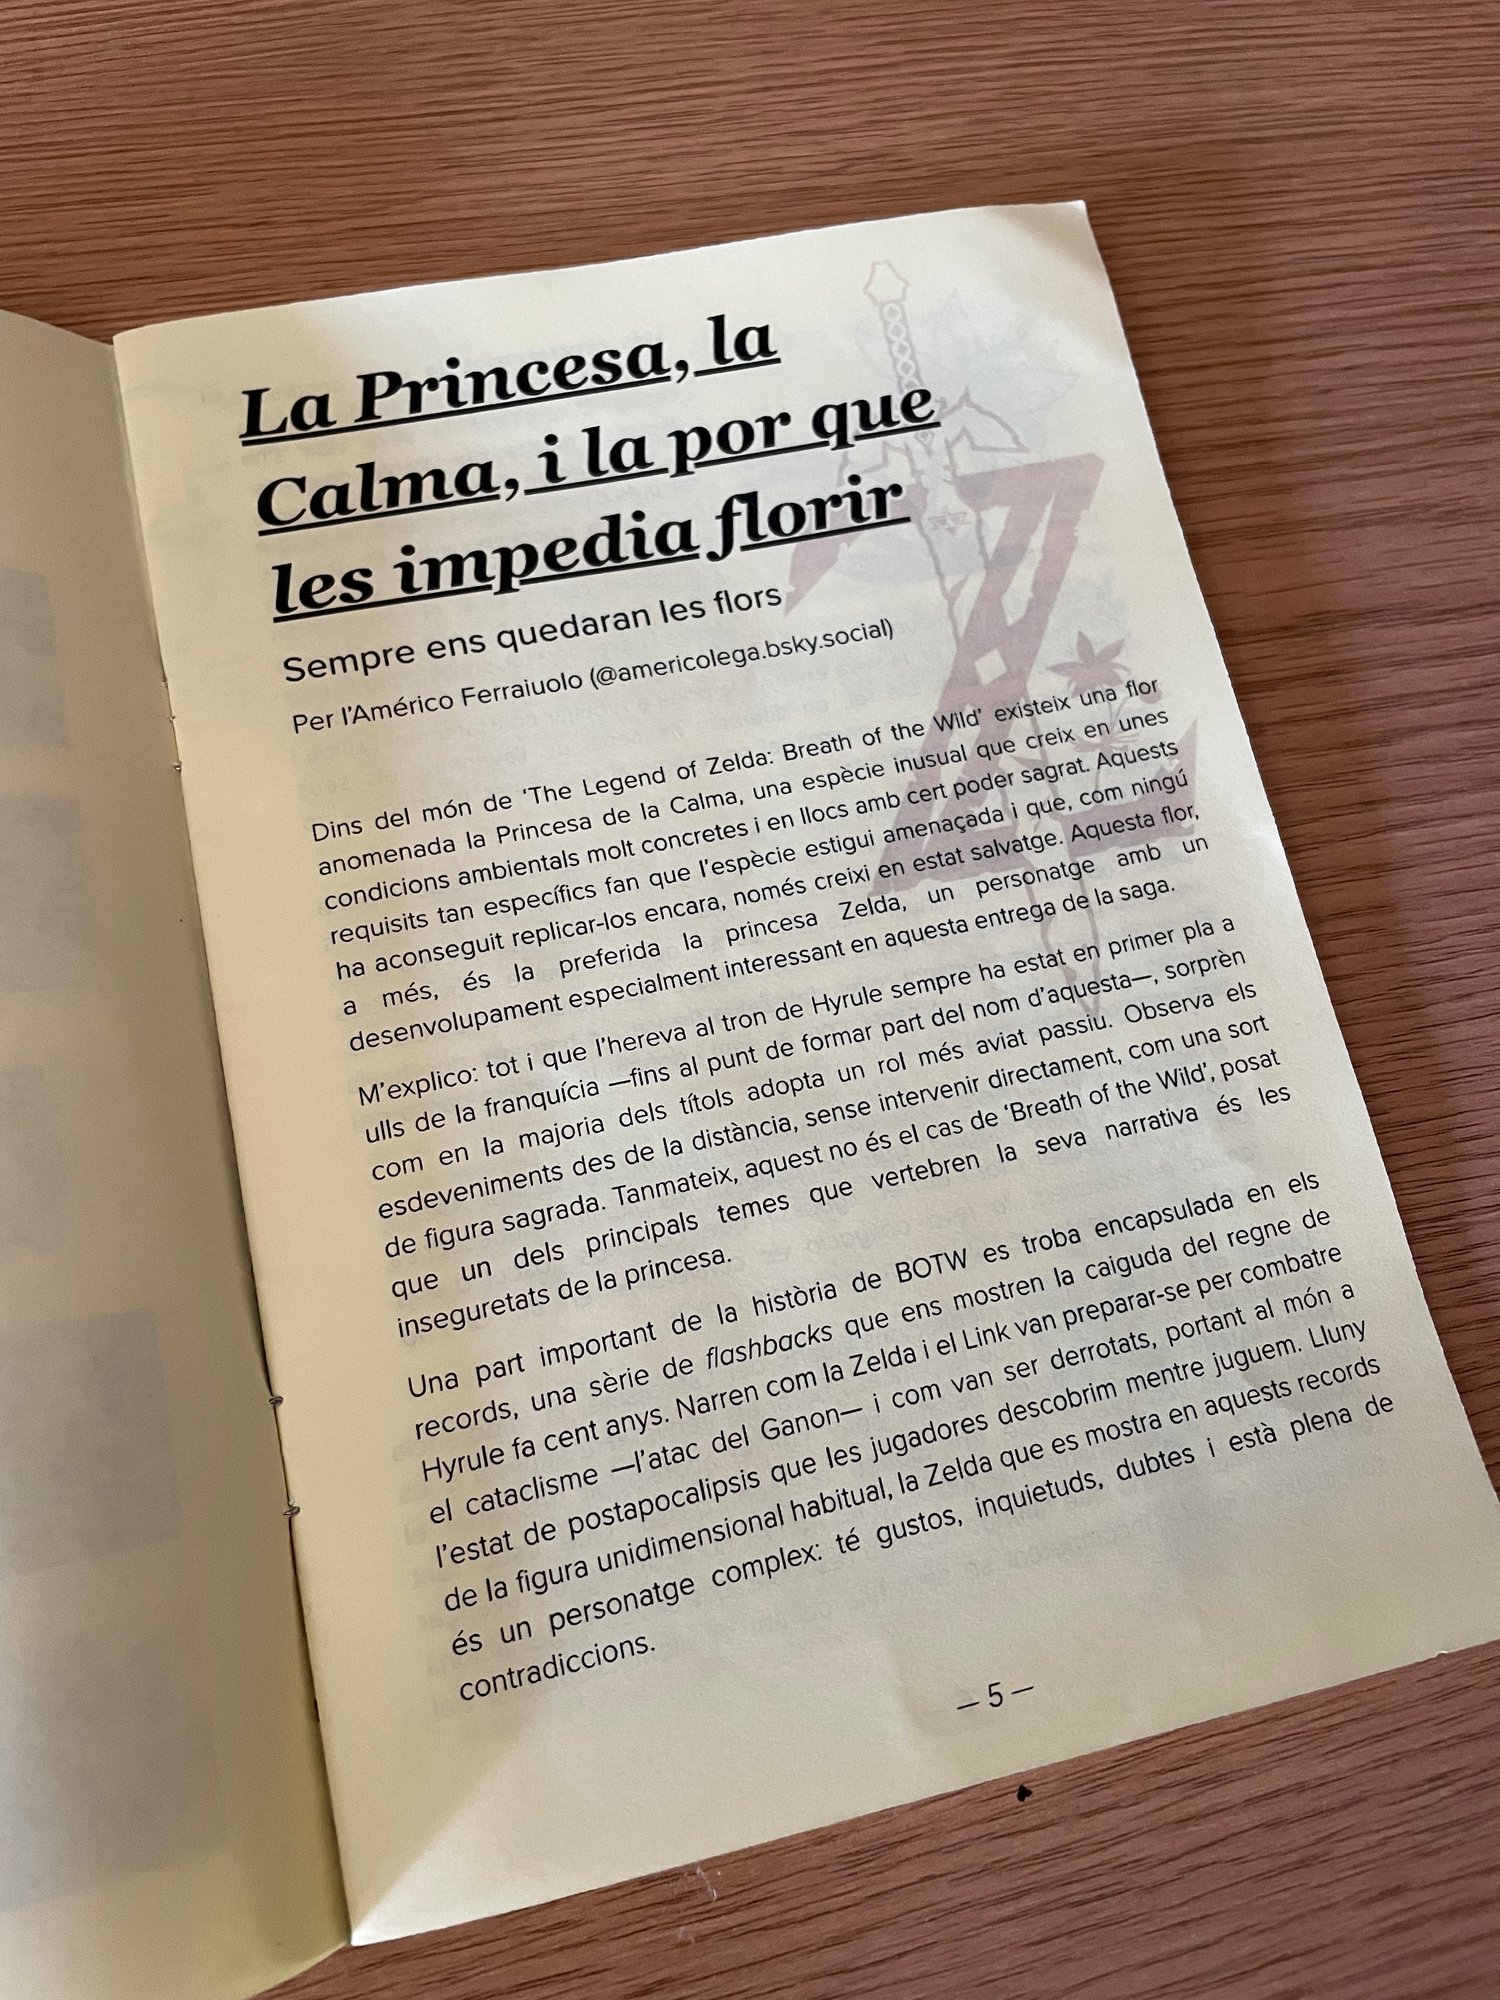 La Princesa, la
Calma, i la por que
les impedia florir
Sempre ens quedaran les flors
Per l'Américo Ferraiuolo (@americolega.bsky.social)
Dins del món de ‘The Legend of Zelda: Breath of the Wild’ existeix una flor
anomenada la Princesa de la Calma, una espècie inusual que creix en unes
condicions ambientals molt concretes i en llocs amb cert poder sagrat. Aquests
requisits tan específics fan que l'espècie estigui amenaçada i que, com ningú
ha aconseguit replicar-los encara, només creixi en estat salvatge. Aquesta flor,
a més, és la preferida la princesa Zelda, un personatge amb un
desenvolupament especialment interessant en aquesta entrega de la saga.
M'explico: tot i que l'hereva al tron de Hyrule sempre ha estat en primer pla a
ulls de la franquícia —fins al punt de formar part del nom d'aquesta—, sorprèn
com en la majoria dels títols adopta un rol més aviat passiu. Observa els
esdeveniments des de la distància, sense intervenir directament, com una sort
de figura sagrada. Tanmateix, aquest no és el cas de ‘Breath of the Wild’, posat
que un dels principals temes que vertebren la seva narrativa és les
inseguretats de la princesa.
Una part important de la història de BOTW es troba encapsulada en els
records, una sèrie de flashbacks que ens mostren la caiguda del regne de
Hyrule fa cent anys. Narren com la Zelda i el Link van preparar-se per combatre
el cataclisme —l'atac del Ganon— i com van ser derrotats, portant al món a
l'estat de postapocalipsis que les jugadores descobrim mentre juguem. Lluny
de la figura unidimensional habitual, la Zelda que es mostra en aquests records
és un personatge complex: té gustos, inquietuds, dubtes i està plena de
contradiccions.
— 5 —